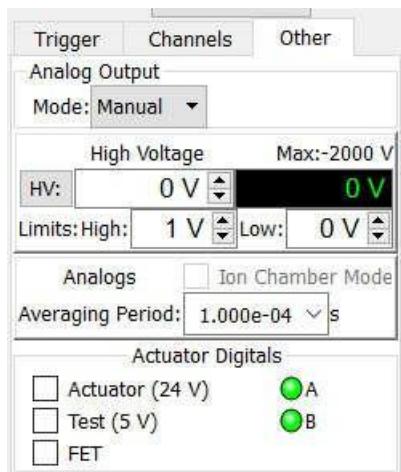 Trigger Channels Other
Analog Output
Mode: Manual
High Voltage Max:-2000 V
HV: 0 V 0 V
Limits: High: 1 V Low: 0 V
Analogs Ion Chamber Mode
Averaging Period: 1.000e-04 s
Actuator Digitals
Actuator (24 V) A
Test (5 V) B
FET